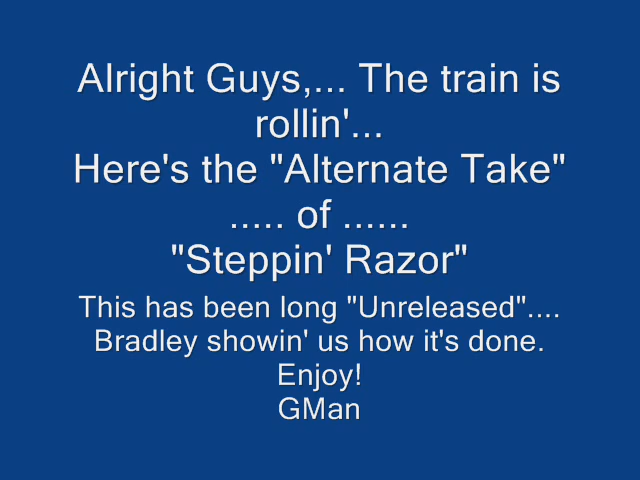 Alright Guys,... The train is
rollin'...
Here's the "Alternate Take"
..... of ......
"Steppin' Razor"
This has been long "Unreleased"....
Bradley showin' us how it's done.
Enjoy!
GMan